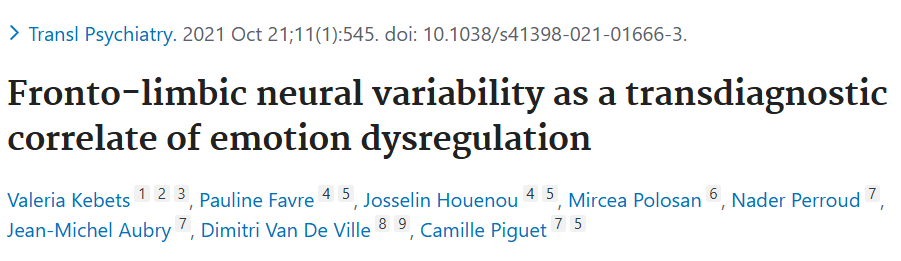 Transl Psychiatry. 2021 Oct 21;11(1):545. doi: 10.1038/s41398-021-01666-3.
Fronto-limbic neural variability as a transdiagnostic
correlate of emotion dysregulation
Valeria Kebets 1 2 3, Pauline Favre 4 5, Josselin Houenou 4 5, Mircea Polosan 6, Nader Perroud 7,
Jean-Michel Aubry 7, Dimitri Van De Ville 8 9, Camille Piguet 7 5